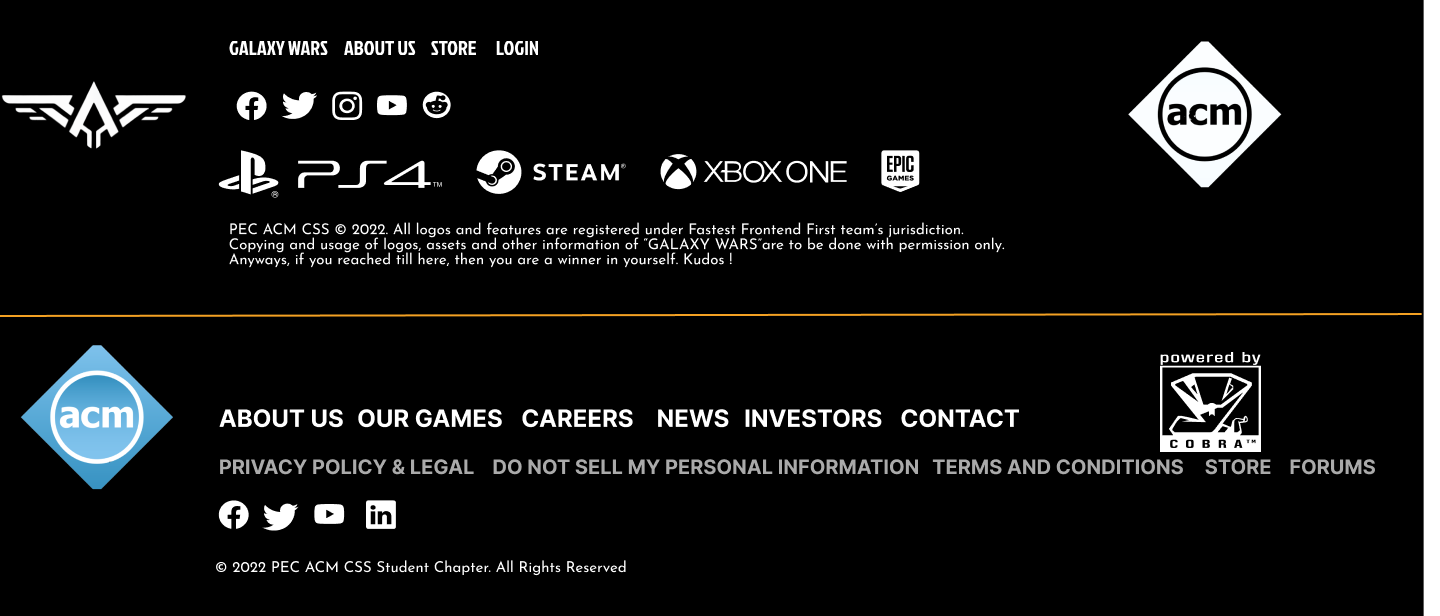 GALAXY WARS ABOUT US STORE LOGIN
acm
PS4™ STEAM® XBOX ONE EPIC GAMES
PEC ACM CSS © 2022. All logos and features are registered under Fastest Frontend First team's jurisdiction.
Copying and usage of logos, assets and other information of "GALAXY WARS"are to be done with permission only.
Anyways, if you reached till here, then you are a winner in yourself. Kudos !
acm
powered by
COBRA™
ABOUT US OUR GAMES CAREERS NEWS INVESTORS CONTACT
PRIVACY POLICY & LEGAL DO NOT SELL MY PERSONAL INFORMATION TERMS AND CONDITIONS STORE FORUMS
in
© 2022 PEC ACM CSS Student Chapter. All Rights Reserved